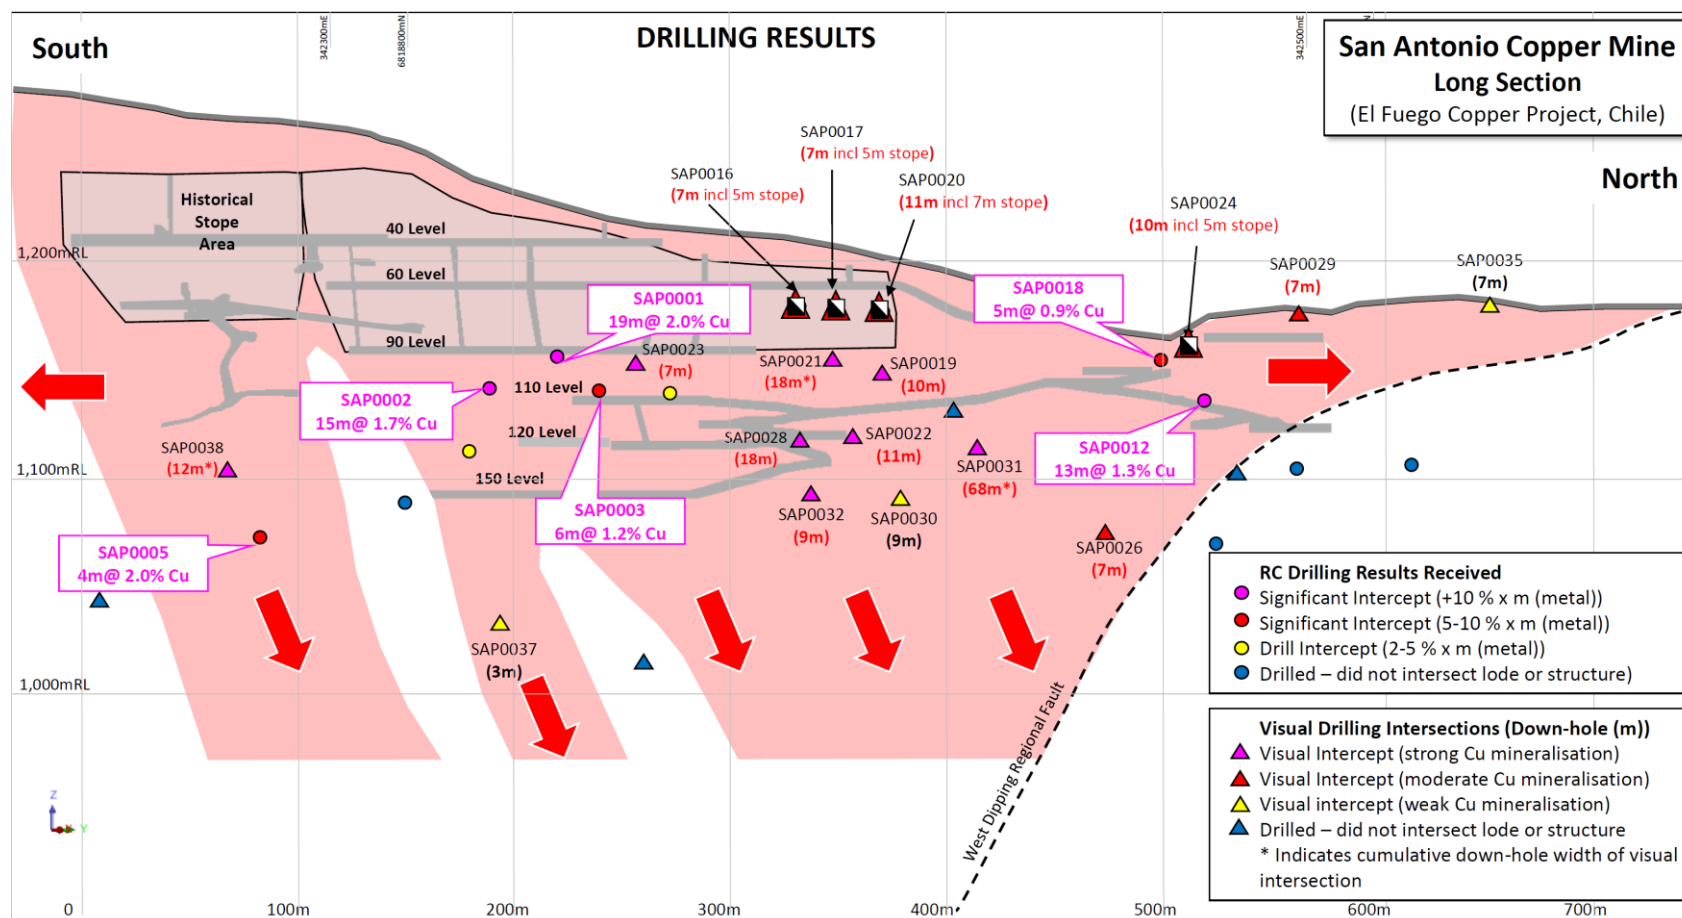 South
342300mE
6818800mN
DRILLING RESULTS
342500mE
N
San Antonio Copper Mine
Long Section
(El Fuego Copper Project, Chile)
North
SAP0017
(7m incl 5m stope)
SAP0016
(7m incl 5m stope)
SAP0020
(11m incl 7m stope)
SAP0024
(10m incl 5m stope)
Historical
Stope
Area
40 Level
1,200mRL
60 Level
SAP0029
(7m)
SAP0035
(7m)
SAP0001
19m@ 2.0% Cu
SAP0018
5m@ 0.9% Cu
90 Level
SAP0023
(7m)
SAP0021
(18m*)
SAP0019
(10m)
110 Level
SAP0002
15m@ 1.7% Cu
120 Level
SAP0028
(18m)
SAP0022
(11m)
SAP0031
(68m*)
SAP0012
13m@ 1.3% Cu
SAP0038
(12m*)
1,100mRL
150 Level
SAP0003
6m@ 1.2% Cu
SAP0032
(9m)
SAP0030
(9m)
SAP0026
(7m)
SAP0005
4m@ 2.0% Cu
SAP0037
(3m)
1,000mRL
West Dipping Regional Fault
RC Drilling Results Received
Significant Intercept (+10 % x m (metal))
Significant Intercept (5-10 % x m (metal))
Drill Intercept (2-5 % x m (metal))
Drilled – did not intersect lode or structure)
Visual Drilling Intersections (Down-hole (m))
Visual Intercept (strong Cu mineralisation)
Visual Intercept (moderate Cu mineralisation)
Visual intercept (weak Cu mineralisation)
Drilled – did not intersect lode or structure
* Indicates cumulative down-hole width of visual
intersection
Z
X
Y
0
100m
200m
300m
400m
500m
600m
700m